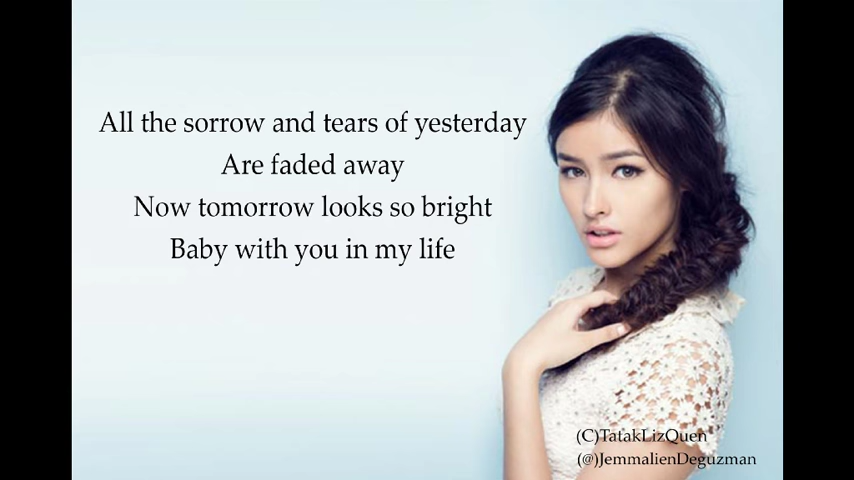 All the sorrow and tears of yesterday
Are faded away
Now tomorrow looks so bright
Baby with you in my life
(C)TatakLizQuen
(@)JemmalienDeguzman